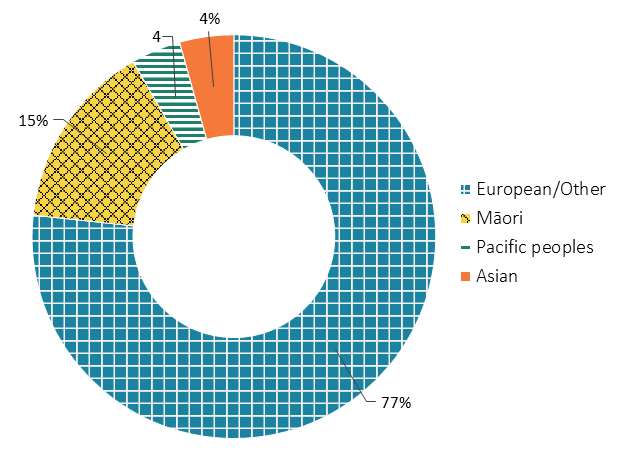 4%
4
15%
77%
European/Other
Māori
Pacific peoples
Asian